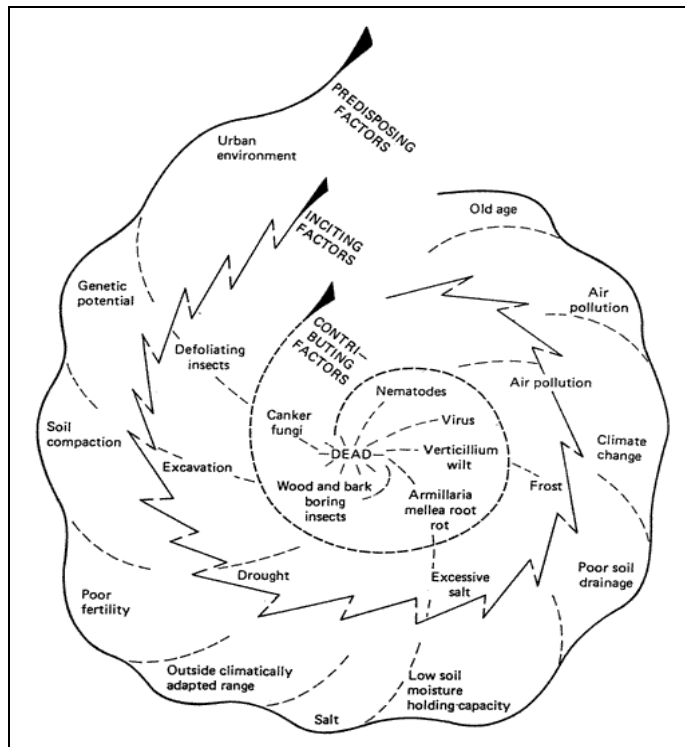 PREDISPOSING
FACTORS
Urban
environment
Genetic
potential
Soil
compaction
Poor
fertility
Outside climatically
adapted range
Salt
Low soil
moisture
holding-capacity
Poor soil
drainage
Climate
change
Air
pollution
Old age
INCITING
FACTORS
Defoliating
insects
Excavation
Drought
Excessive
salt
Frost
Air pollution
CONTRI–
BUTING
FACTORS
Canker
fungi
Wood and bark
boring
insects
Armillaria
mellea root
rot
Verticillium
wilt
Virus
Nematodes
DEAD